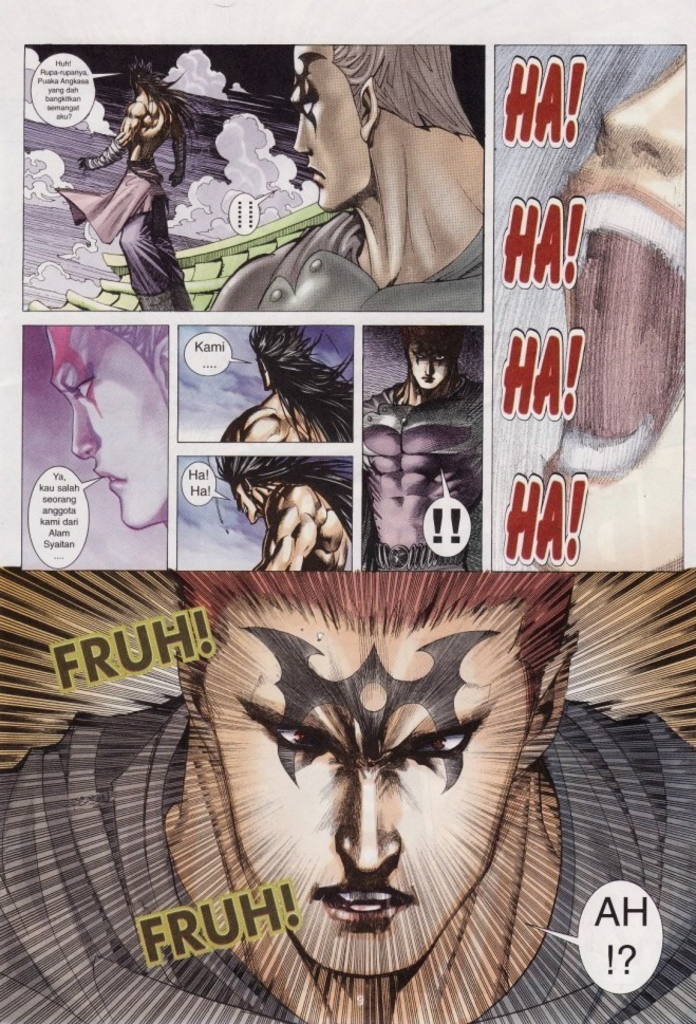 Huh!
Rupa-rupanya,
Puaka Angkasa
yang dah
bangkitkan
semangat
aku?
HA!
HA!
HA!
HA!
Ya,
kau salah
seorang
anggota
kami dari
Alam
Syaitan
....
Kami
....
Ha!
Ha!
!!
FRUH!
FRUH!
AH
!?